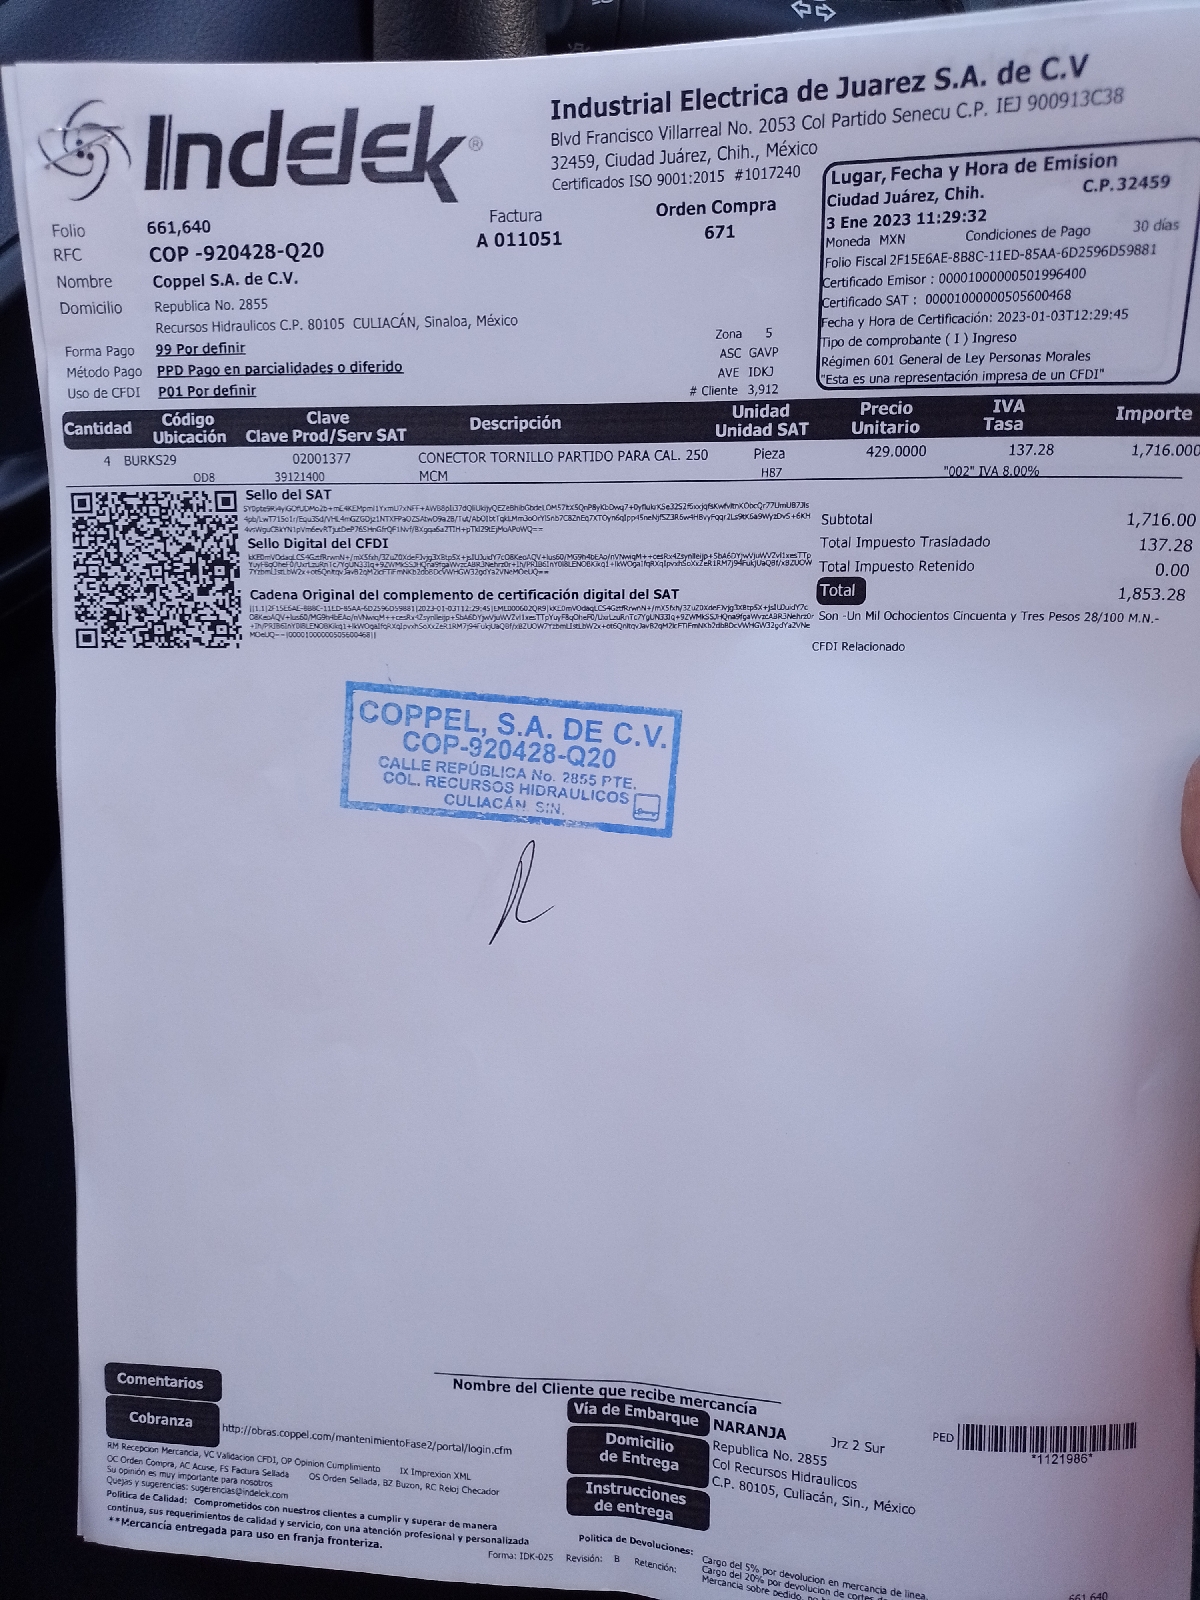 Indelek®
Industrial Electrica de Juarez S.A. de C.V
Blvd Francisco Villarreal No. 2053 Col Partido Senecu C.P. IEJ 900913C38
32459, Ciudad Juárez, Chih., México
Certificados ISO 9001:2015 #1017240
Lugar, Fecha y Hora de Emision
Ciudad Juárez, Chih. C.P.32459
3 Ene 2023 11:29:32
Moneda MXN Condiciones de Pago 30 días
Folio Fiscal 2F15E6AE-8B8C-11ED-85AA-6D2596D59881
Certificado Emisor : 00001000000501996400
Certificado SAT : 00001000000505600468
Fecha y Hora de Certificación: 2023-01-03T12:29:45
Tipo de comprobante ( I ) Ingreso
Régimen 601 General de Ley Personas Morales
"Esta es una representación impresa de un CFDI"
Folio 661,640
Factura
A 011051
Orden Compra
671
RFC COP -920428-Q20
Nombre Coppel S.A. de C.V.
Domicilio Republica No. 2855
Recursos Hidraulicos C.P. 80105 CULIACÁN, Sinaloa, México
Forma Pago 99 Por definir
Método Pago PPD Pago en parcialidades o diferido
Uso de CFDI P01 Por definir
Zona 5
ASC GAVP
AVE IDKJ
# Cliente 3,912
Cantidad Código Ubicación Clave Clave Prod/Serv SAT Descripción Unidad Unidad SAT Precio Unitario IVA Tasa Importe
4 BURKS29 02001377 CONECTOR TORNILLO PARTIDO PARA CAL. 250 Pieza 429.0000 137.28 1,716.000
OD8 39121400 MCM H87 "002" IVA 8.00%
Sello del SAT
Sello Digital del CFDI
Cadena Original del complemento de certificación digital del SAT
Subtotal 1,716.00
Total Impuesto Trasladado 137.28
Total Impuesto Retenido 0.00
Total 1,853.28
Son -Un Mil Ochocientos Cincuenta y Tres Pesos 28/100 M.N.-
CFDI Relacionado
COPPEL, S.A. DE C.V.
COP-920428-Q20
CALLE REPÚBLICA No. 2855 PTE.
COL. RECURSOS HIDRAULICOS
CULIACÁN SIN.
Nombre del Cliente que recibe mercancía
Comentarios
Cobranza
http://obras.coppel.com/mantenimientoFase2/portal/login.cfm
RM Recepcion Mercancia, VC Validacion CFDI, OP Opinion Cumplimiento IX Imprexion XML
OC Orden Compra, AC Acuse, FS Factura Sellada OS Orden Sellada, BZ Buzon, RC Reloj Checador
Su opinión es muy importante para nosotros
Quejas y sugerencias: sugerencias@indelek.com
Politica de Calidad: Comprometidos con nuestros clientes a cumplir y superar de manera
continua, sus requerimientos de calidad y servicio, con una atención profesional y personalizada
**Mercancía entregada para uso en franja fronteriza.
Vía de Embarque NARANJA Jrz 2 Sur
Domicilio de Entrega
Republica No. 2855
Col Recursos Hidraulicos
C.P. 80105, Culiacán, Sin., México
Instrucciones de entrega
PED
*1121986*
Forma: IDK-025 Revisión: B Retención:
Politica de Devoluciones:
Cargo del 5% por devolucion en mercancia de linea.
Cargo del 20% por devolucion de cortes de
Mercancia sobre pedido, no
661,640